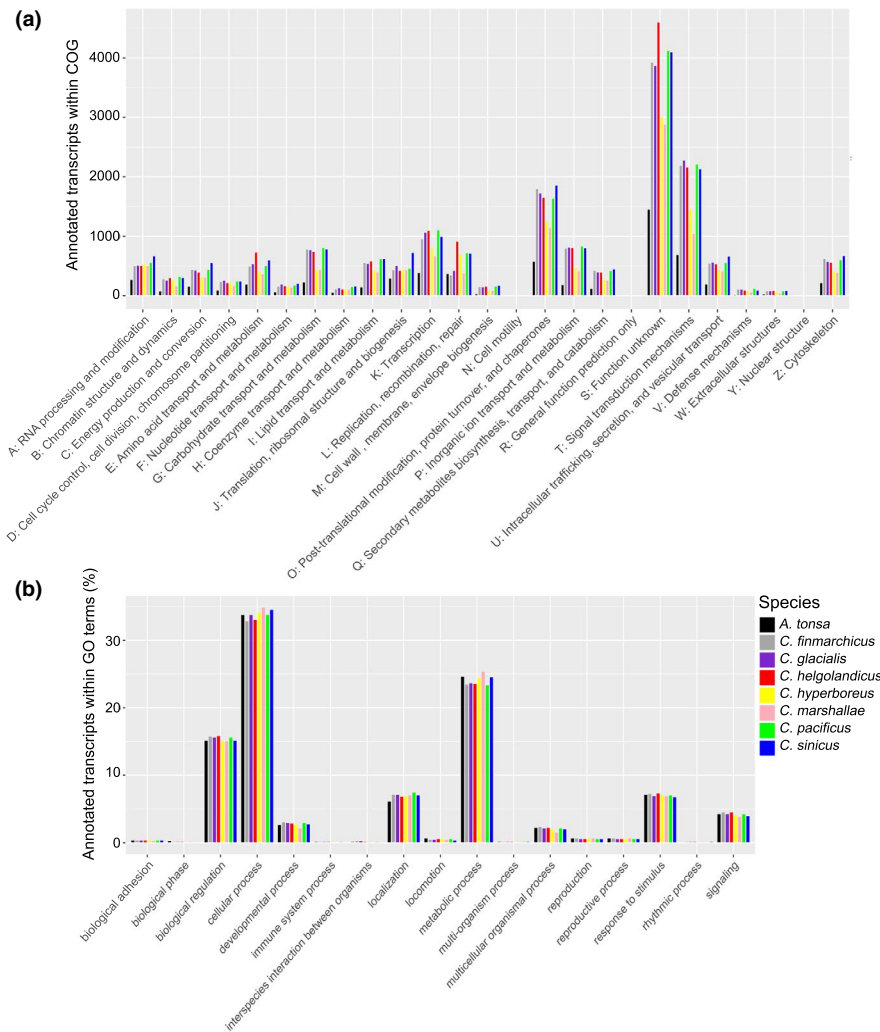 (a)
Annotated transcripts within COG
4000
3000
2000
1000
0
A: RNA processing and modification
B: Chromatin structure and dynamics
C: Energy production and conversion
D: Cell cycle control, cell division, chromosome partitioning
E: Amino acid transport and metabolism
F: Nucleotide transport and metabolism
G: Carbohydrate transport and metabolism
H: Coenzyme transport and metabolism
I: Lipid transport and metabolism
J: Translation, ribosomal structure and biogenesis
K: Transcription
L: Replication, recombination, repair
M: Cell wall , membrane, envelope biogenesis
N: Cell motility
O: Post-translational modification, protein turnover, and chaperones
P: Inorganic ion transport and metabolism
Q: Secondary metabolites biosynthesis, transport, and catabolism
R: General function prediction only
S: Function unknown
T: Signal transduction mechanisms
U: Intracellular trafficking, secretion, and vesicular transport
V: Defense mechanisms
W: Extracellular structures
Y: Nuclear structure
Z: Cytoskeleton
(b)
Annotated transcripts within GO terms (%)
30
20
10
0
biological adhesion
biological phase
biological regulation
cellular process
developmental process
immune system process
interspecies interaction between organisms
localization
locomotion
metabolic process
multi-organism process
multicellular organismal process
reproduction
reproductive process
response to stimulus
rhythmic process
signaling
Species
A. tonsa
C. finmarchicus
C. glacialis
C. helgolandicus
C. hyperboreus
C. marshallae
C. pacificus
C. sinicus